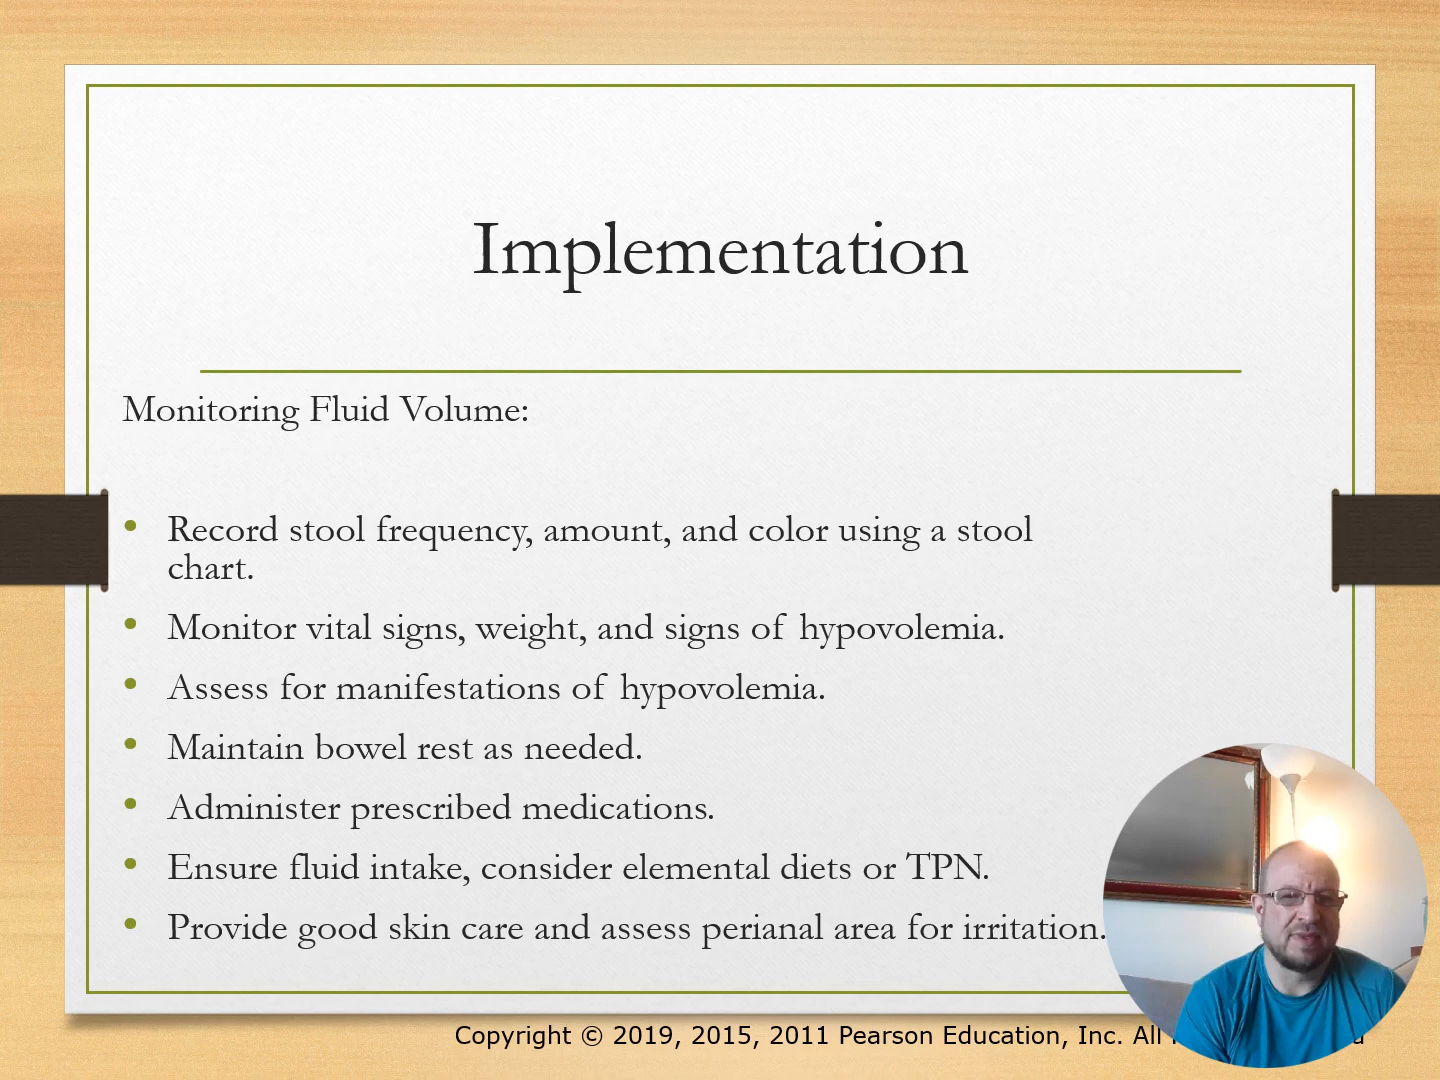 Implementation
Monitoring Fluid Volume:
• Record stool frequency, amount, and color using a stool
chart.
• Monitor vital signs, weight, and signs of hypovolemia.
• Assess for manifestations of hypovolemia.
• Maintain bowel rest as needed.
• Administer prescribed medications.
• Ensure fluid intake, consider elemental diets or TPN.
• Provide good skin care and assess perianal area for irritation.
Copyright © 2019, 2015, 2011 Pearson Education, Inc. All